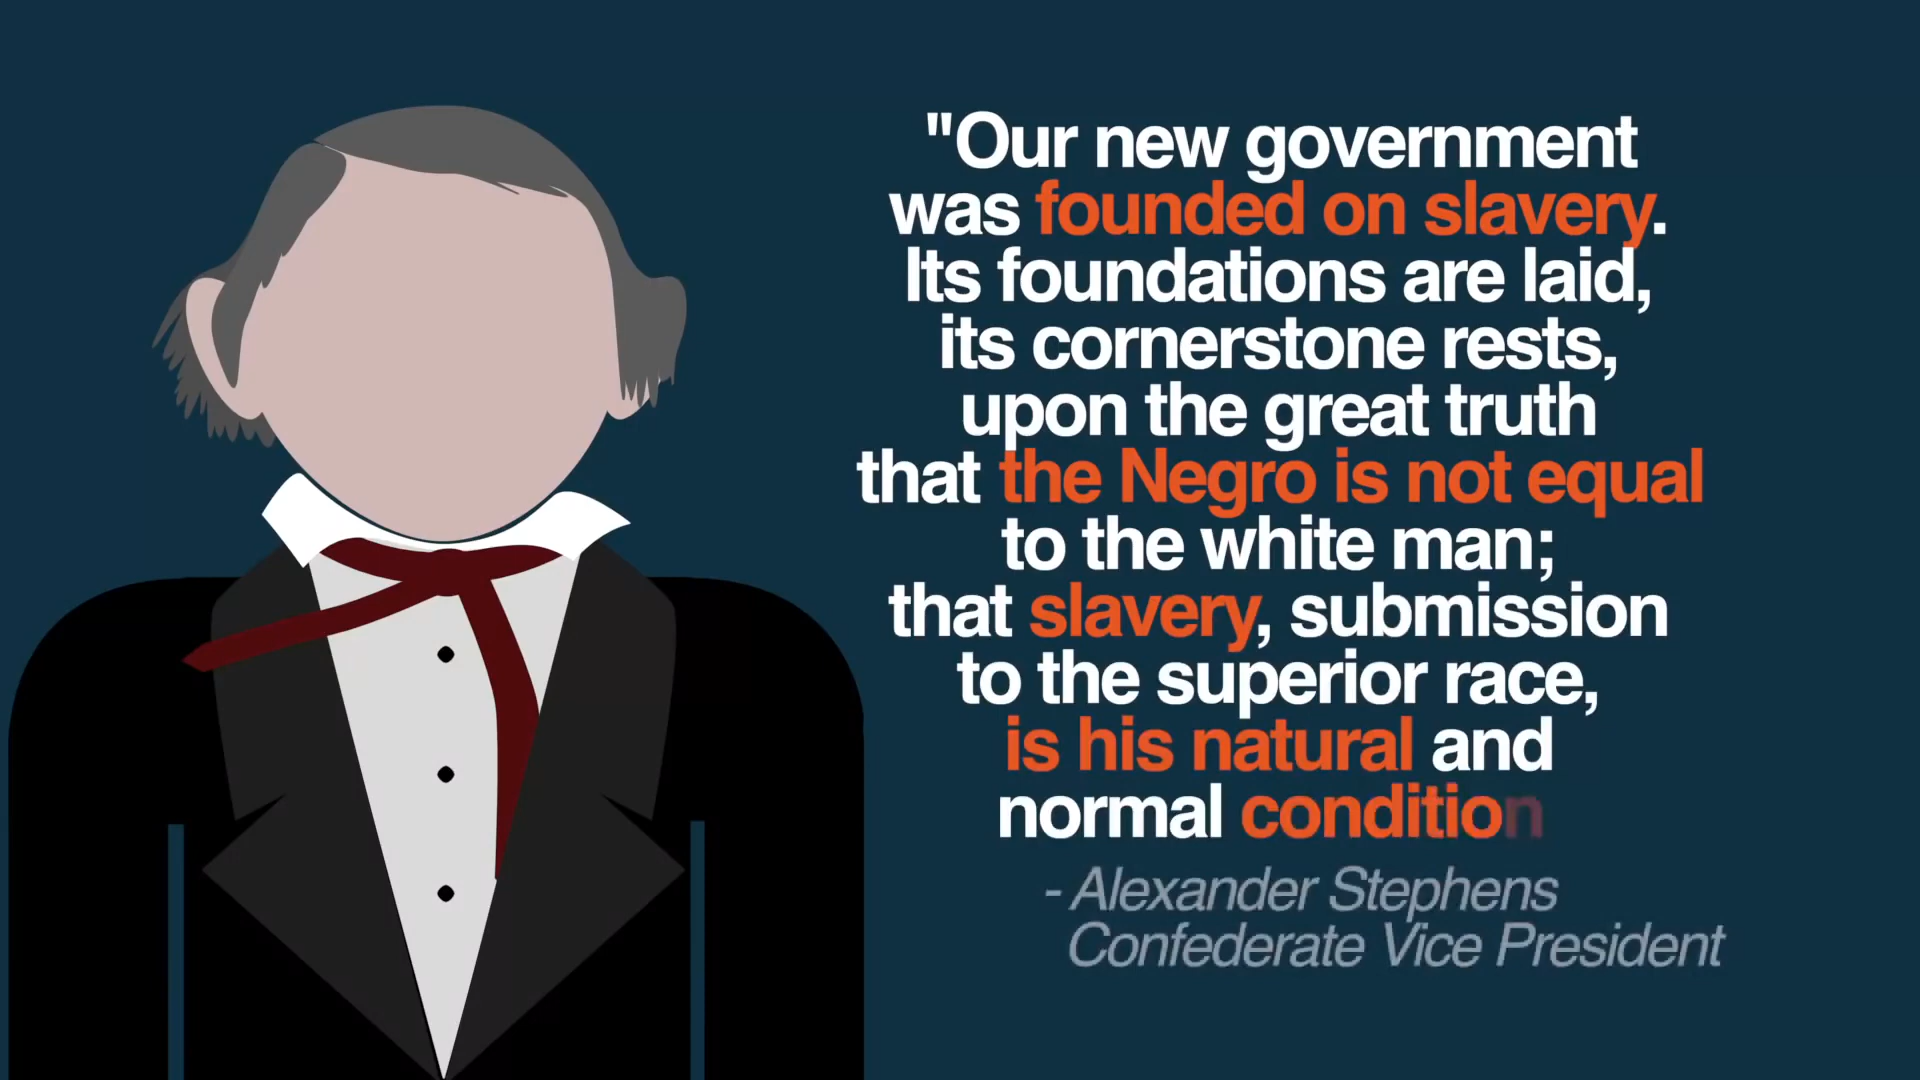 "Our new government
was founded on slavery.
Its foundations are laid,
its cornerstone rests,
upon the great truth
that the Negro is not equal
to the white man;
that slavery, submission
to the superior race,
is his natural and
normal condition
- Alexander Stephens
Confederate Vice President